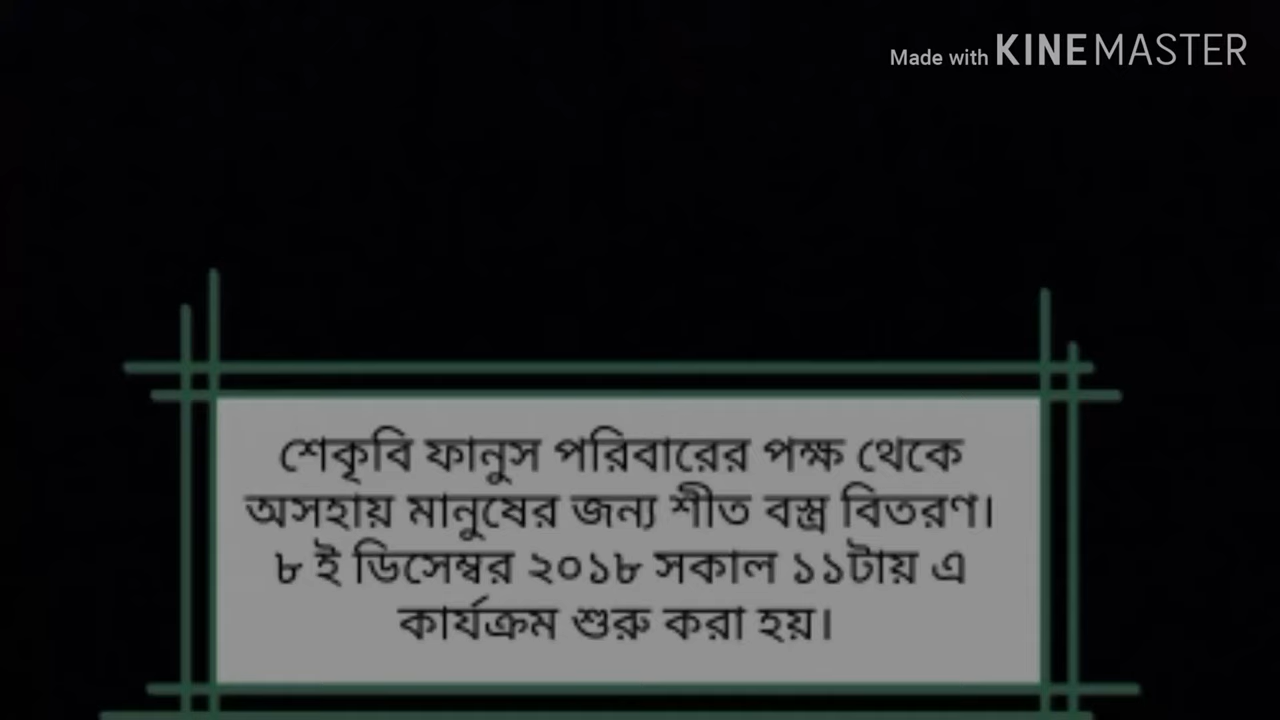 Made with KINEMASTER
শেকৃবি ফানুস পরিবারের পক্ষ থেকে
অসহায় মানুষের জন্য শীত বস্ত্র বিতরণ।
৮ ই ডিসেম্বর ২০১৮ সকাল ১১টায় এ
কার্যক্রম শুরু করা হয়।